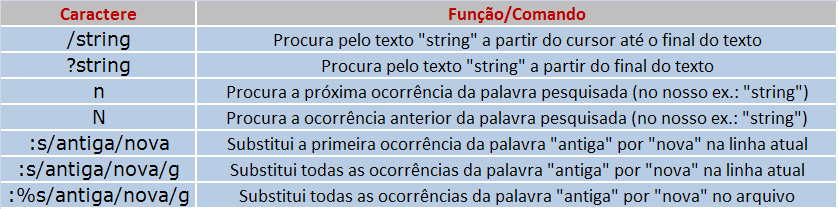 Caractere Função/Comando
/string Procura pelo texto "string" a partir do cursor até o final do texto
?string Procura pelo texto "string" a partir do final do texto
n Procura a próxima ocorrência da palavra pesquisada (no nosso ex.: "string")
N Procura a ocorrência anterior da palavra pesquisada (no nosso ex.: "string")
:s/antiga/nova Substitui a primeira ocorrência da palavra "antiga" por "nova" na linha atual
:s/antiga/nova/g Substitui todas as ocorrências da palavra "antiga" por "nova" na linha atual
:%s/antiga/nova/g Substitui todas as ocorrências da palavra "antiga" por "nova" no arquivo